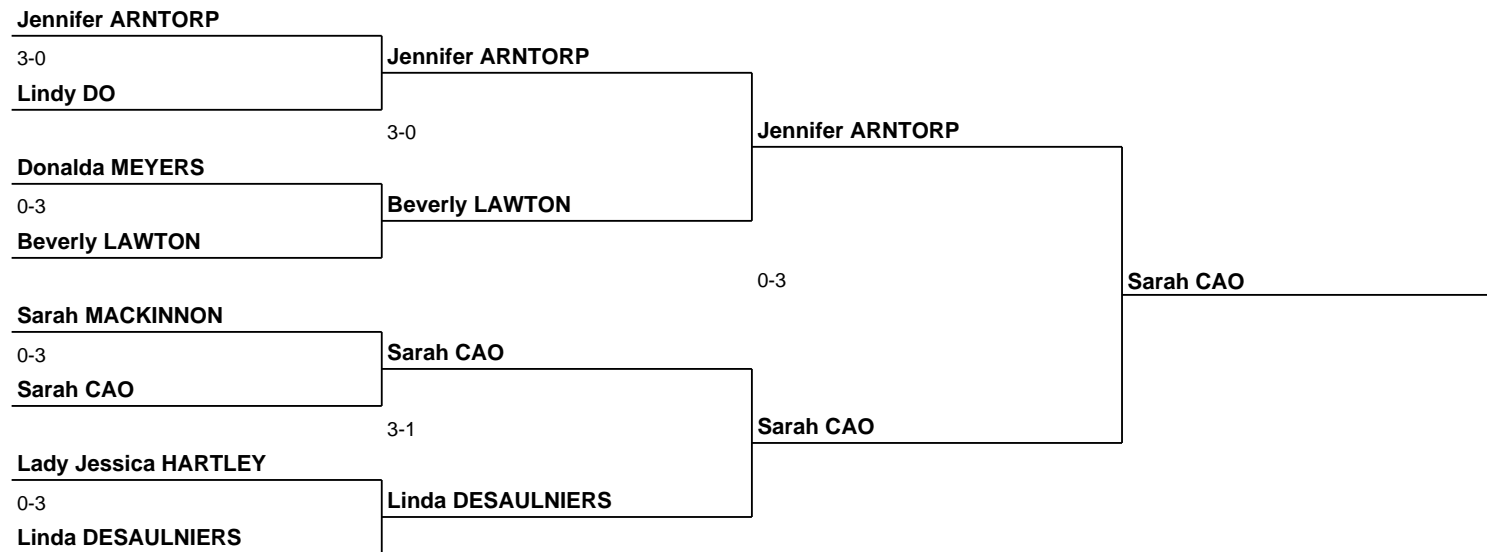 Jennifer ARNTORP
3-0
Lindy DO
Jennifer ARNTORP
3-0
Donalda MEYERS
0-3
Beverly LAWTON
Beverly LAWTON
Jennifer ARNTORP
0-3
Sarah MACKINNON
0-3
Sarah CAO
Sarah CAO
3-1
Lady Jessica HARTLEY
0-3
Linda DESAULNIERS
Linda DESAULNIERS
Sarah CAO
Sarah CAO